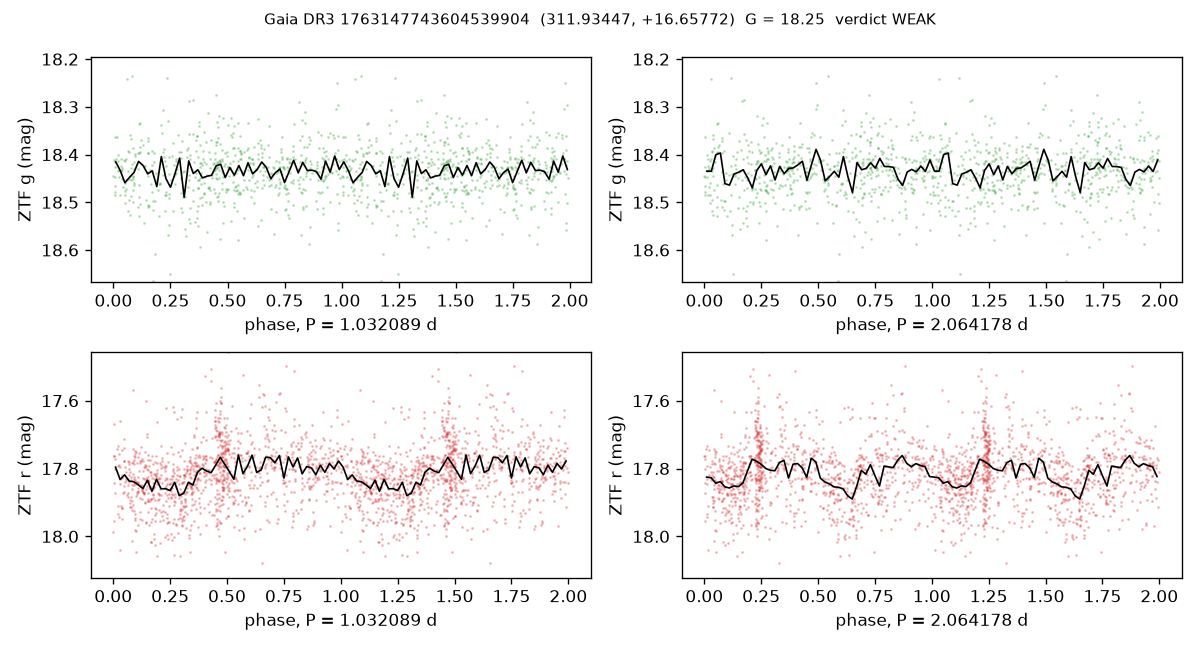 Gaia DR3 1763147743604539904 (311.93447, +16.65772) G = 18.25 verdict WEAK
ZTF g (mag)
18.2
18.3
18.4
18.5
18.6
0.00 0.25 0.50 0.75 1.00 1.25 1.50 1.75 2.00
phase, P = 1.032089 d
ZTF g (mag)
18.2
18.3
18.4
18.5
18.6
0.00 0.25 0.50 0.75 1.00 1.25 1.50 1.75 2.00
phase, P = 2.064178 d
ZTF r (mag)
17.6
17.8
18.0
0.00 0.25 0.50 0.75 1.00 1.25 1.50 1.75 2.00
phase, P = 1.032089 d
ZTF r (mag)
17.6
17.8
18.0
0.00 0.25 0.50 0.75 1.00 1.25 1.50 1.75 2.00
phase, P = 2.064178 d